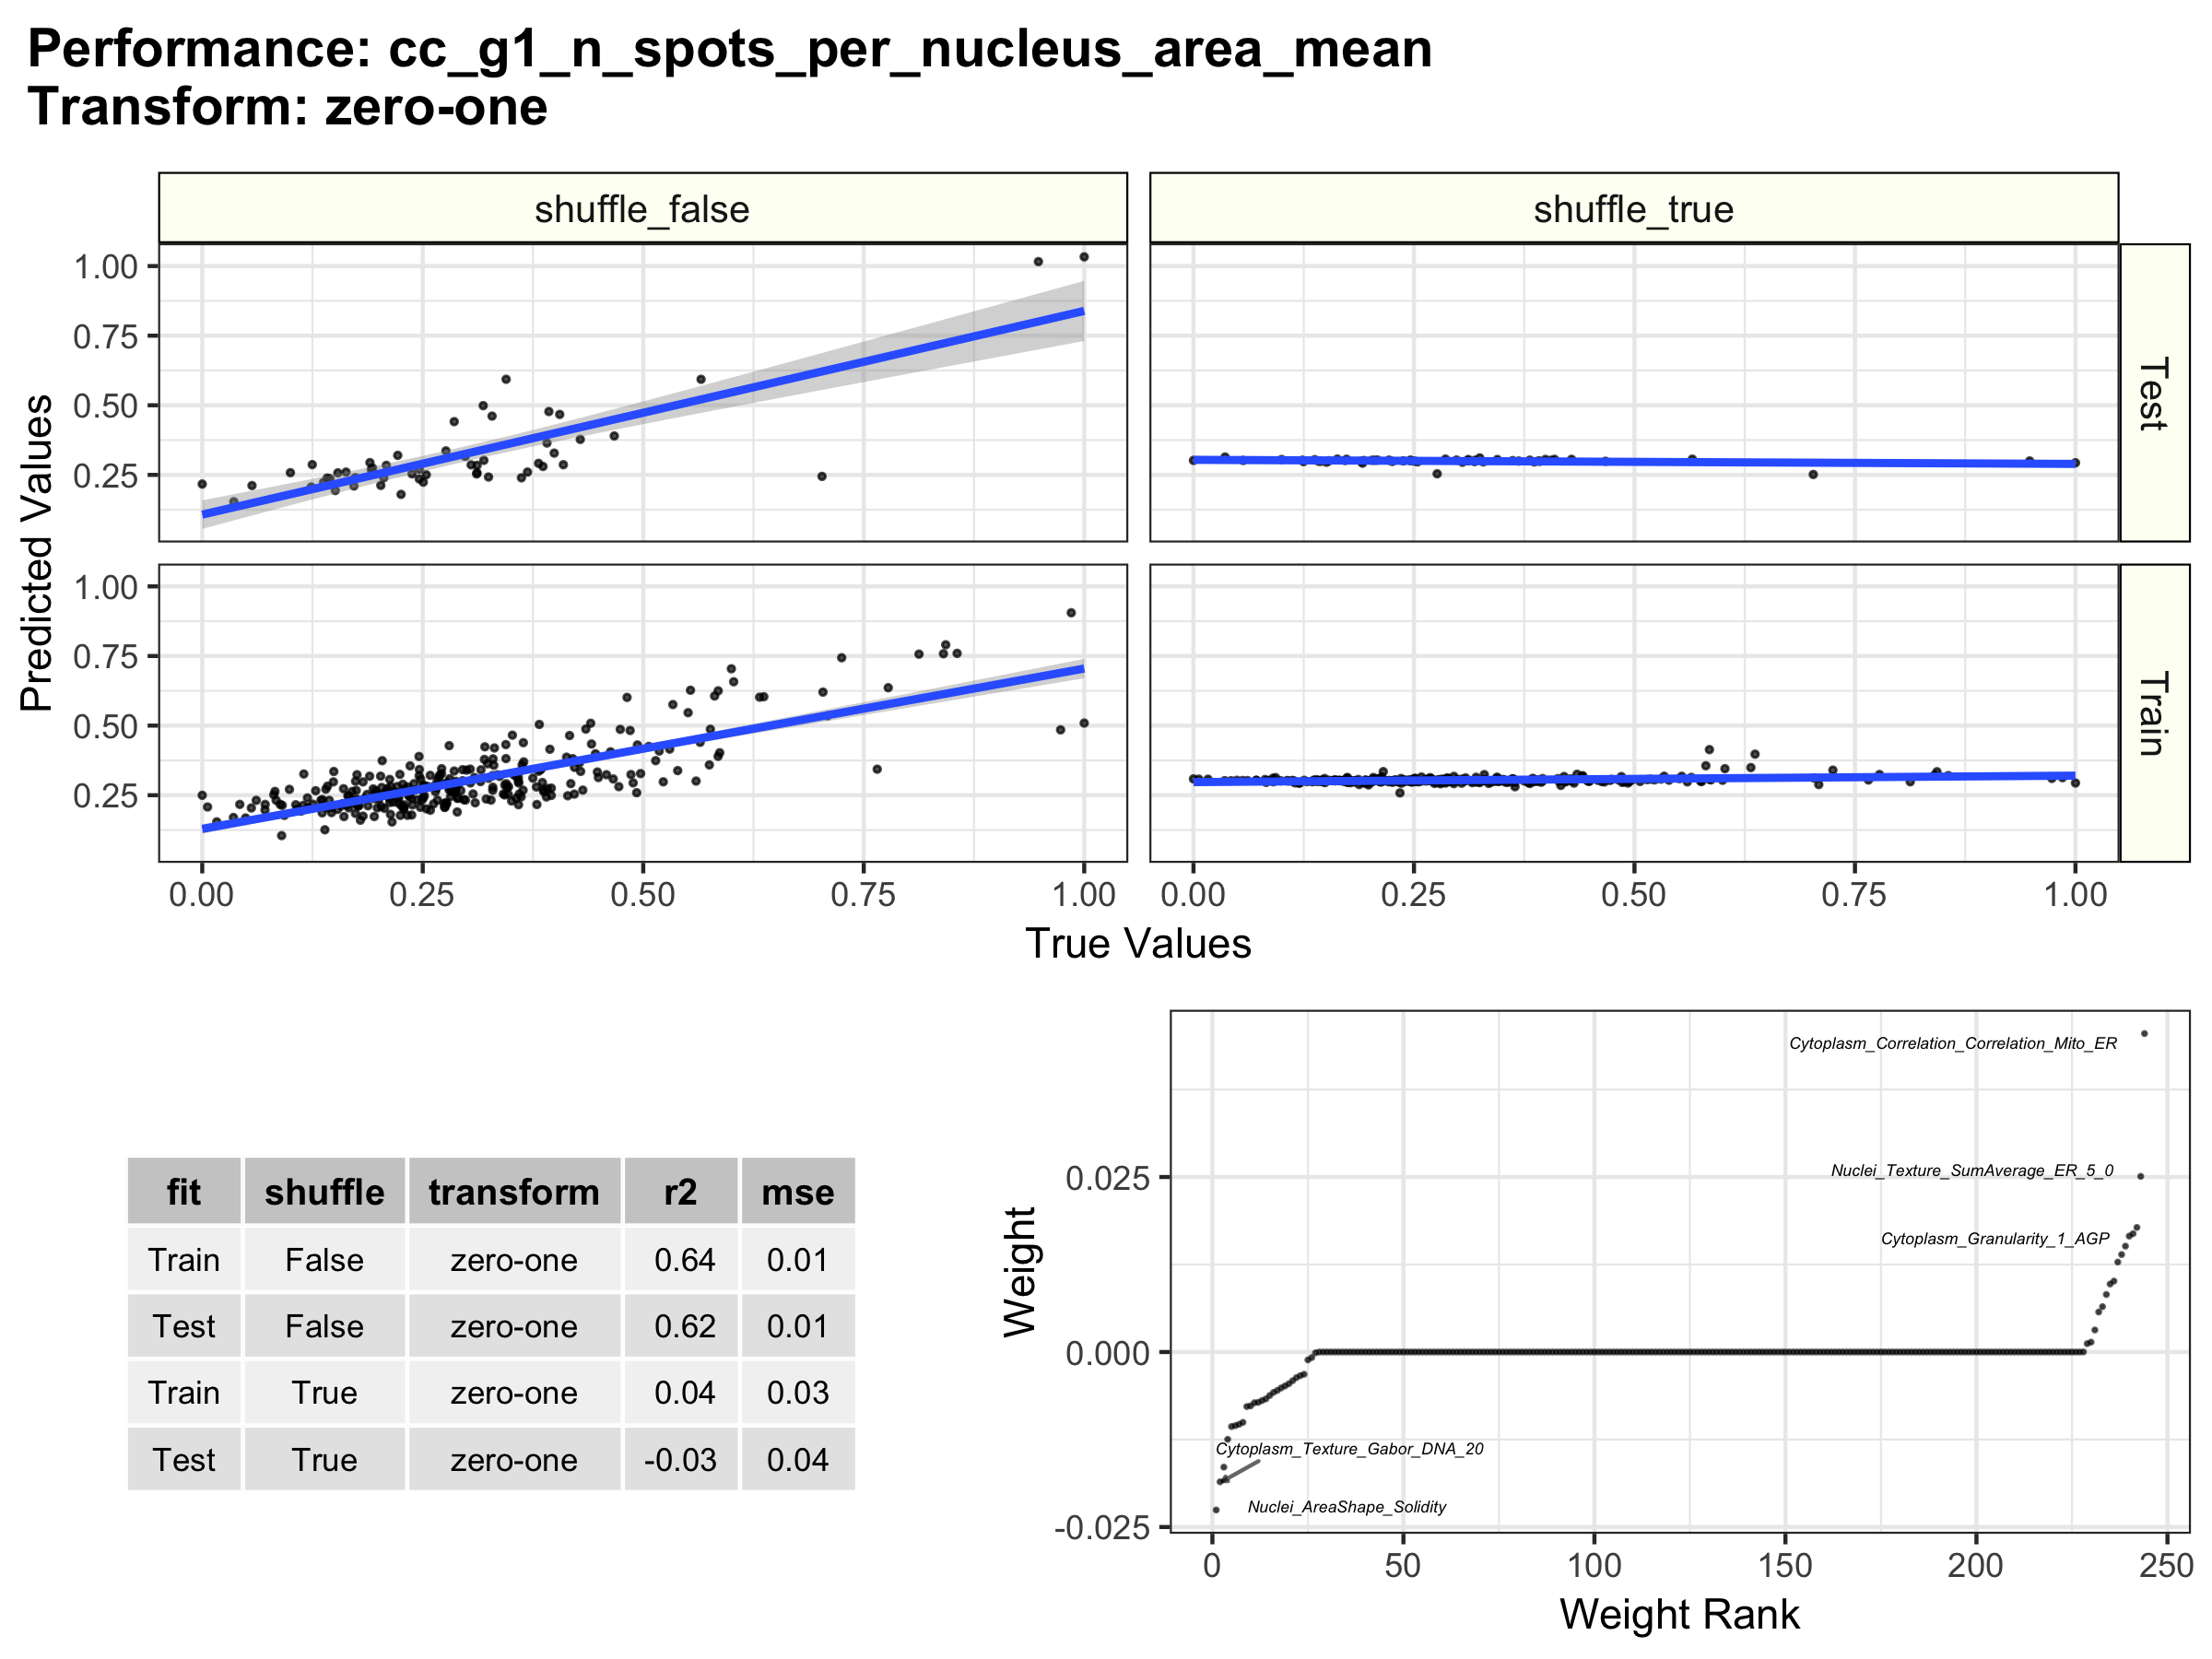 Performance: cc_g1_n_spots_per_nucleus_area_mean
Transform: zero-one
shuffle_false
shuffle_true
Predicted Values
1.00
0.75
0.50
0.25
Test
1.00
0.75
0.50
0.25
Train
0.00 0.25 0.50 0.75 1.00
0.00 0.25 0.50 0.75 1.00
True Values
fit shuffle transform r2 mse
Train False zero-one 0.64 0.01
Test False zero-one 0.62 0.01
Train True zero-one 0.04 0.03
Test True zero-one -0.03 0.04
Weight
0.025
0.000
-0.025
Cytoplasm_Correlation_Correlation_Mito_ER
Nuclei_Texture_SumAverage_ER_5_0
Cytoplasm_Granularity_1_AGP
Cytoplasm_Texture_Gabor_DNA_20
Nuclei_AreaShape_Solidity
0 50 100 150 200 250
Weight Rank